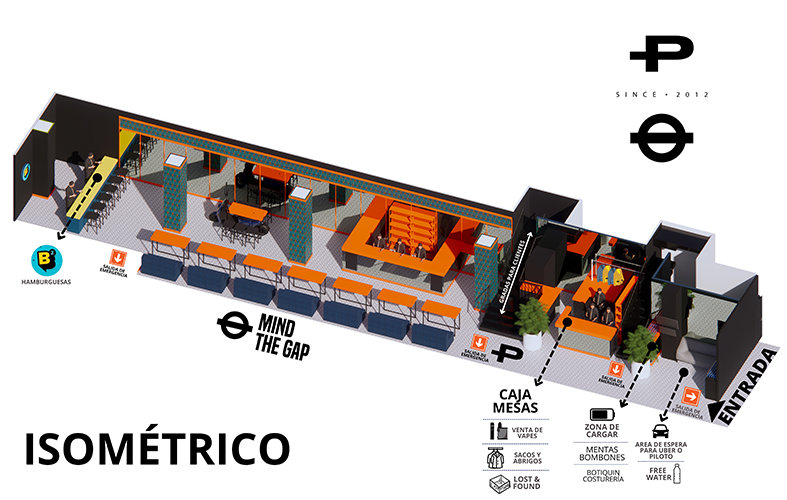 P
SINCE • 2012
GRADAS PARA CLIENTES
B²
HAMBURGUESAS
SALIDA DE
EMERGENCIA
MIND
THE GAP
SALIDA DE
EMERGENCIA
P
SALIDA DE
EMERGENCIA
SALIDA DE
EMERGENCIA
ENTRADA
CAJA
MESAS
VENTA DE
VAPES
SACOS Y
ABRIGOS
LOST &
FOUND
ZONA DE
CARGAR
MENTAS
BOMBONES
BOTIQUIN
COSTURERÍA
AREA DE ESPERA
PARA UBER O
PILOTO
FREE
WATER
ISOMÉTRICO